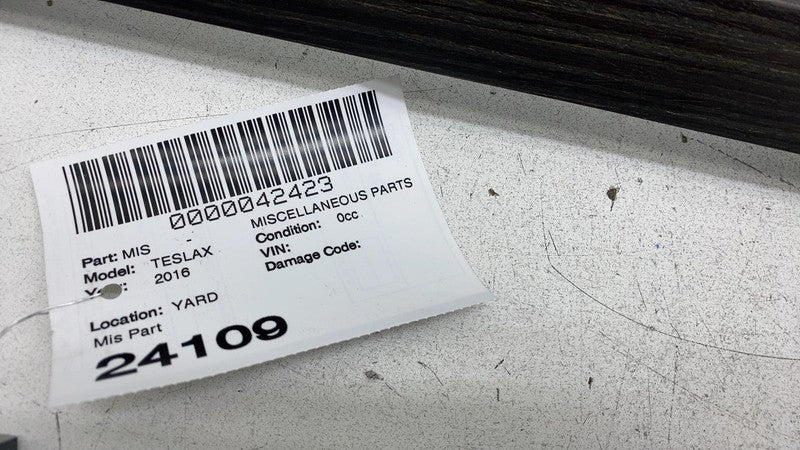 0000042423
Part: MIS - MISCELLANEOUS PARTS
Model: TESLAX Condition: 0cc
2016 VIN:
Damage Code:
Location: YARD
Mis Part
24109